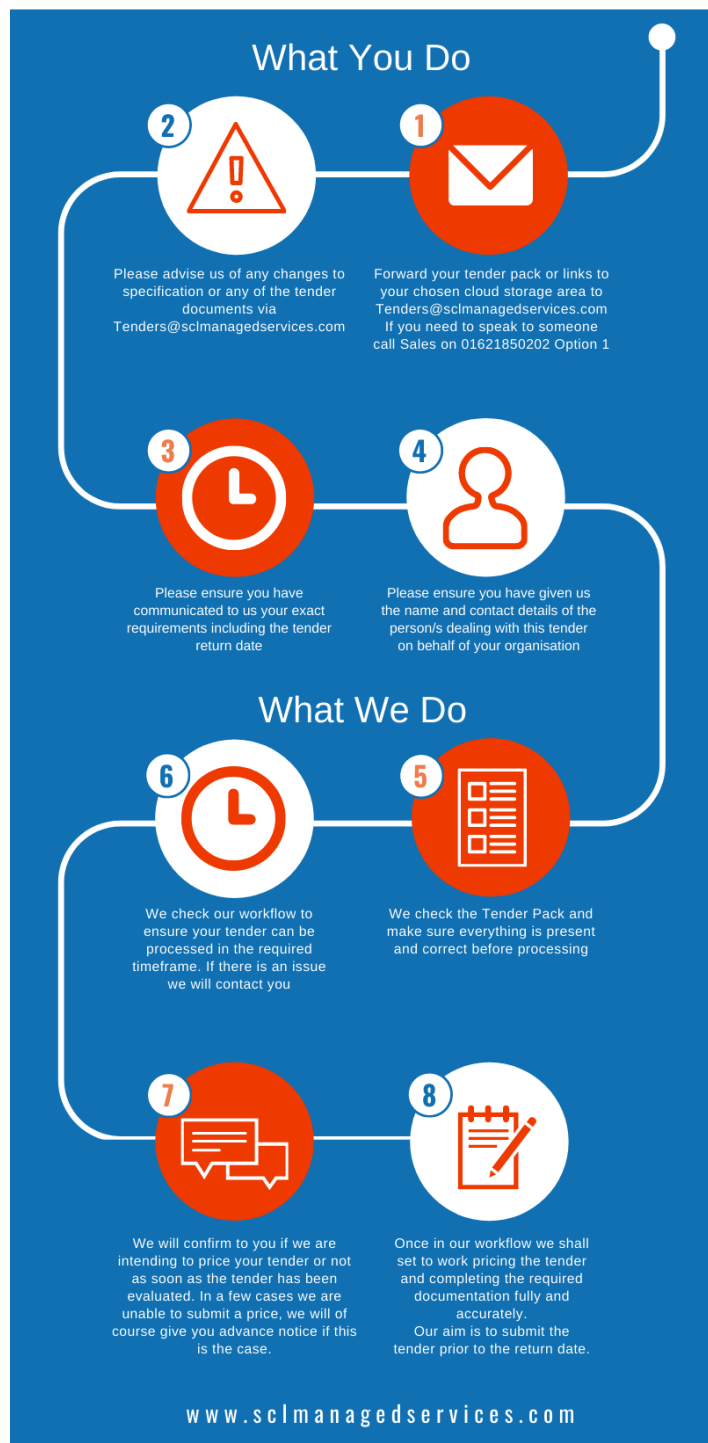 What You Do
1
Forward your tender pack or links to
your chosen cloud storage area to
Tenders@sclmanagedservices.com
If you need to speak to someone
call Sales on 01621850202 Option 1
2
Please advise us of any changes to
specification or any of the tender
documents via
Tenders@sclmanagedservices.com
3
Please ensure you have
communicated to us your exact
requirements including the tender
return date
4
Please ensure you have given us
the name and contact details of the
person/s dealing with this tender
on behalf of your organisation
What We Do
5
We check the Tender Pack and
make sure everything is present
and correct before processing
6
We check our workflow to
ensure your tender can be
processed in the required
timeframe. If there is an issue
we will contact you
7
We will confirm to you if we are
intending to price your tender or not
as soon as the tender has been
evaluated. In a few cases we are
unable to submit a price, we will of
course give you advance notice if this
is the case.
8
Once in our workflow we shall
set to work pricing the tender
and completing the required
documentation fully and
accurately.
Our aim is to submit the
tender prior to the return date.
www.sclmanagedservices.com